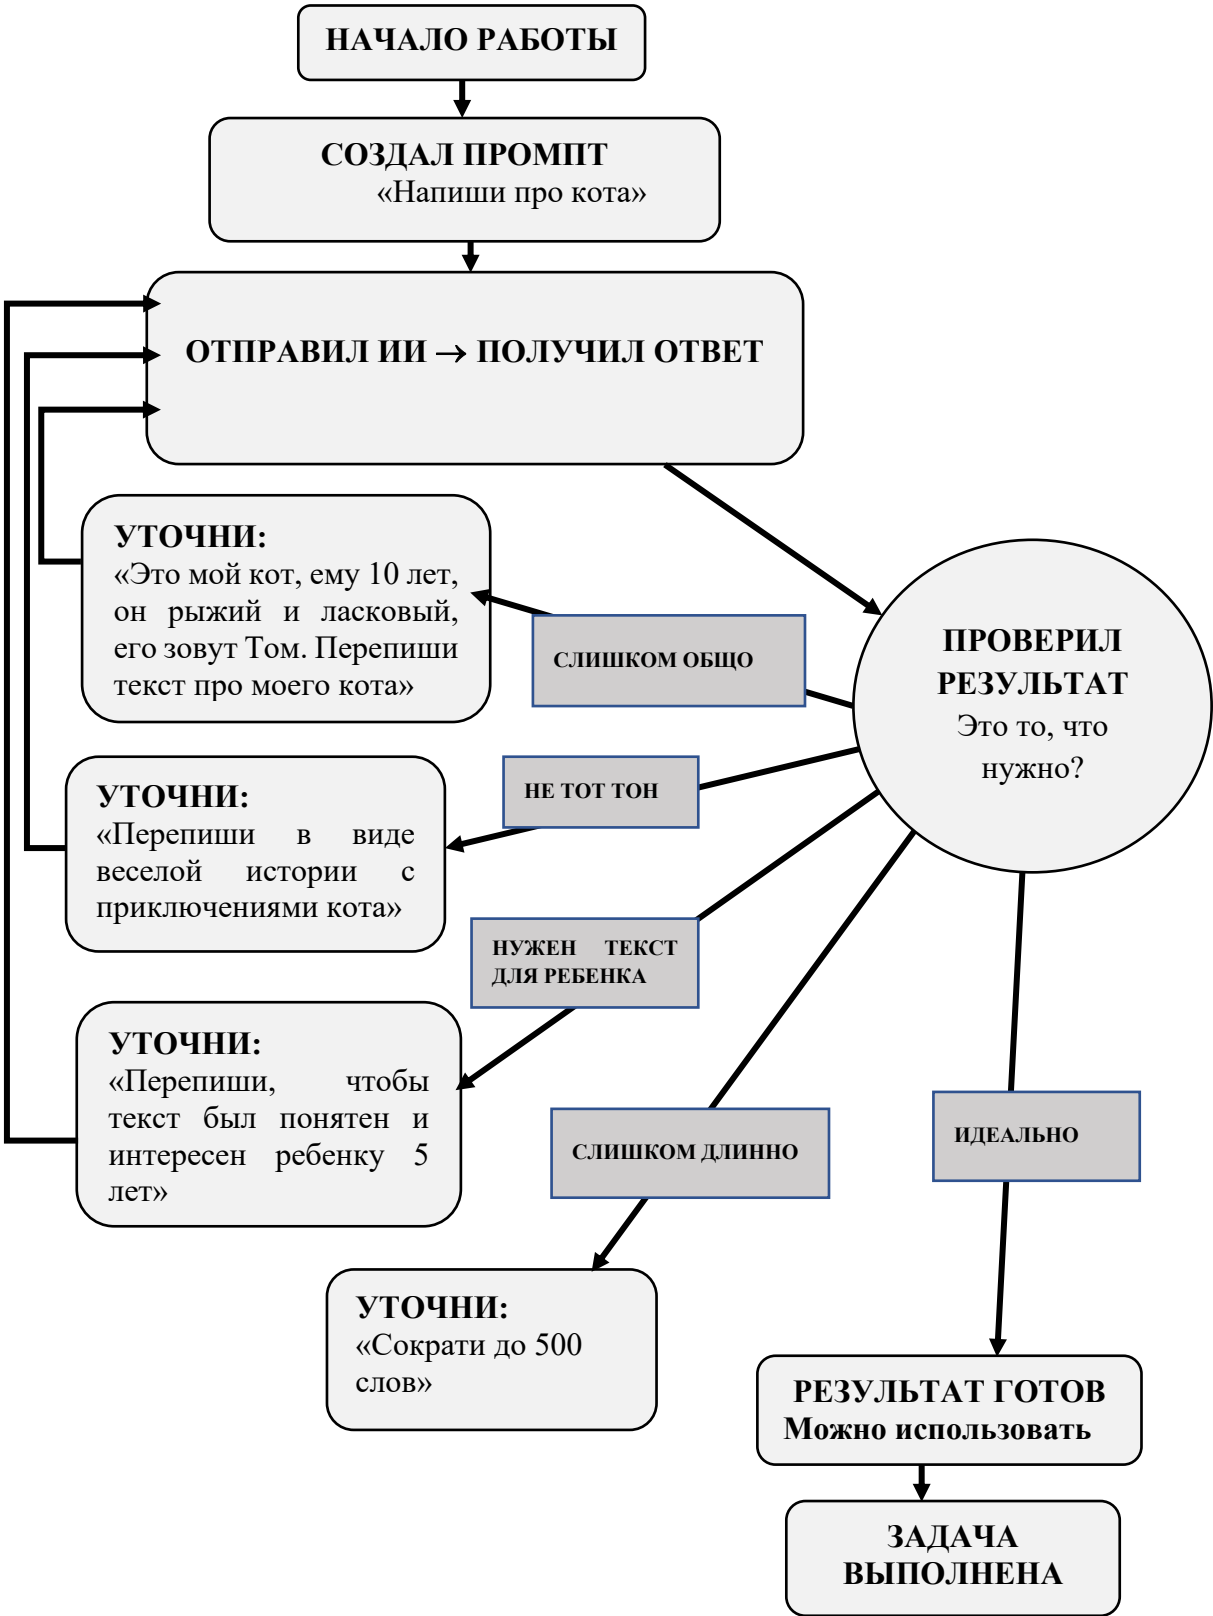 НАЧАЛО РАБОТЫ
СОЗДАЛ ПРОМПТ
«Напиши про кота»
ОТПРАВИЛ ИИ → ПОЛУЧИЛ ОТВЕТ
УТОЧНИ:
«Это мой кот, ему 10 лет,
он рыжий и ласковый,
его зовут Том. Перепиши
текст про моего кота»
СЛИШКОМ ОБЩО
ПРОВЕРИЛ
РЕЗУЛЬТАТ
Это то, что
нужно?
УТОЧНИ:
«Перепиши в виде
веселой истории с
приключениями кота»
НЕ ТОТ ТОН
НУЖЕН ТЕКСТ
ДЛЯ РЕБЕНКА
УТОЧНИ:
«Перепиши, чтобы
текст был понятен и
интересен ребенку 5
лет»
СЛИШКОМ ДЛИННО
ИДЕАЛЬНО
УТОЧНИ:
«Сократи до 500
слов»
РЕЗУЛЬТАТ ГОТОВ
Можно использовать
ЗАДАЧА
ВЫПОЛНЕНА